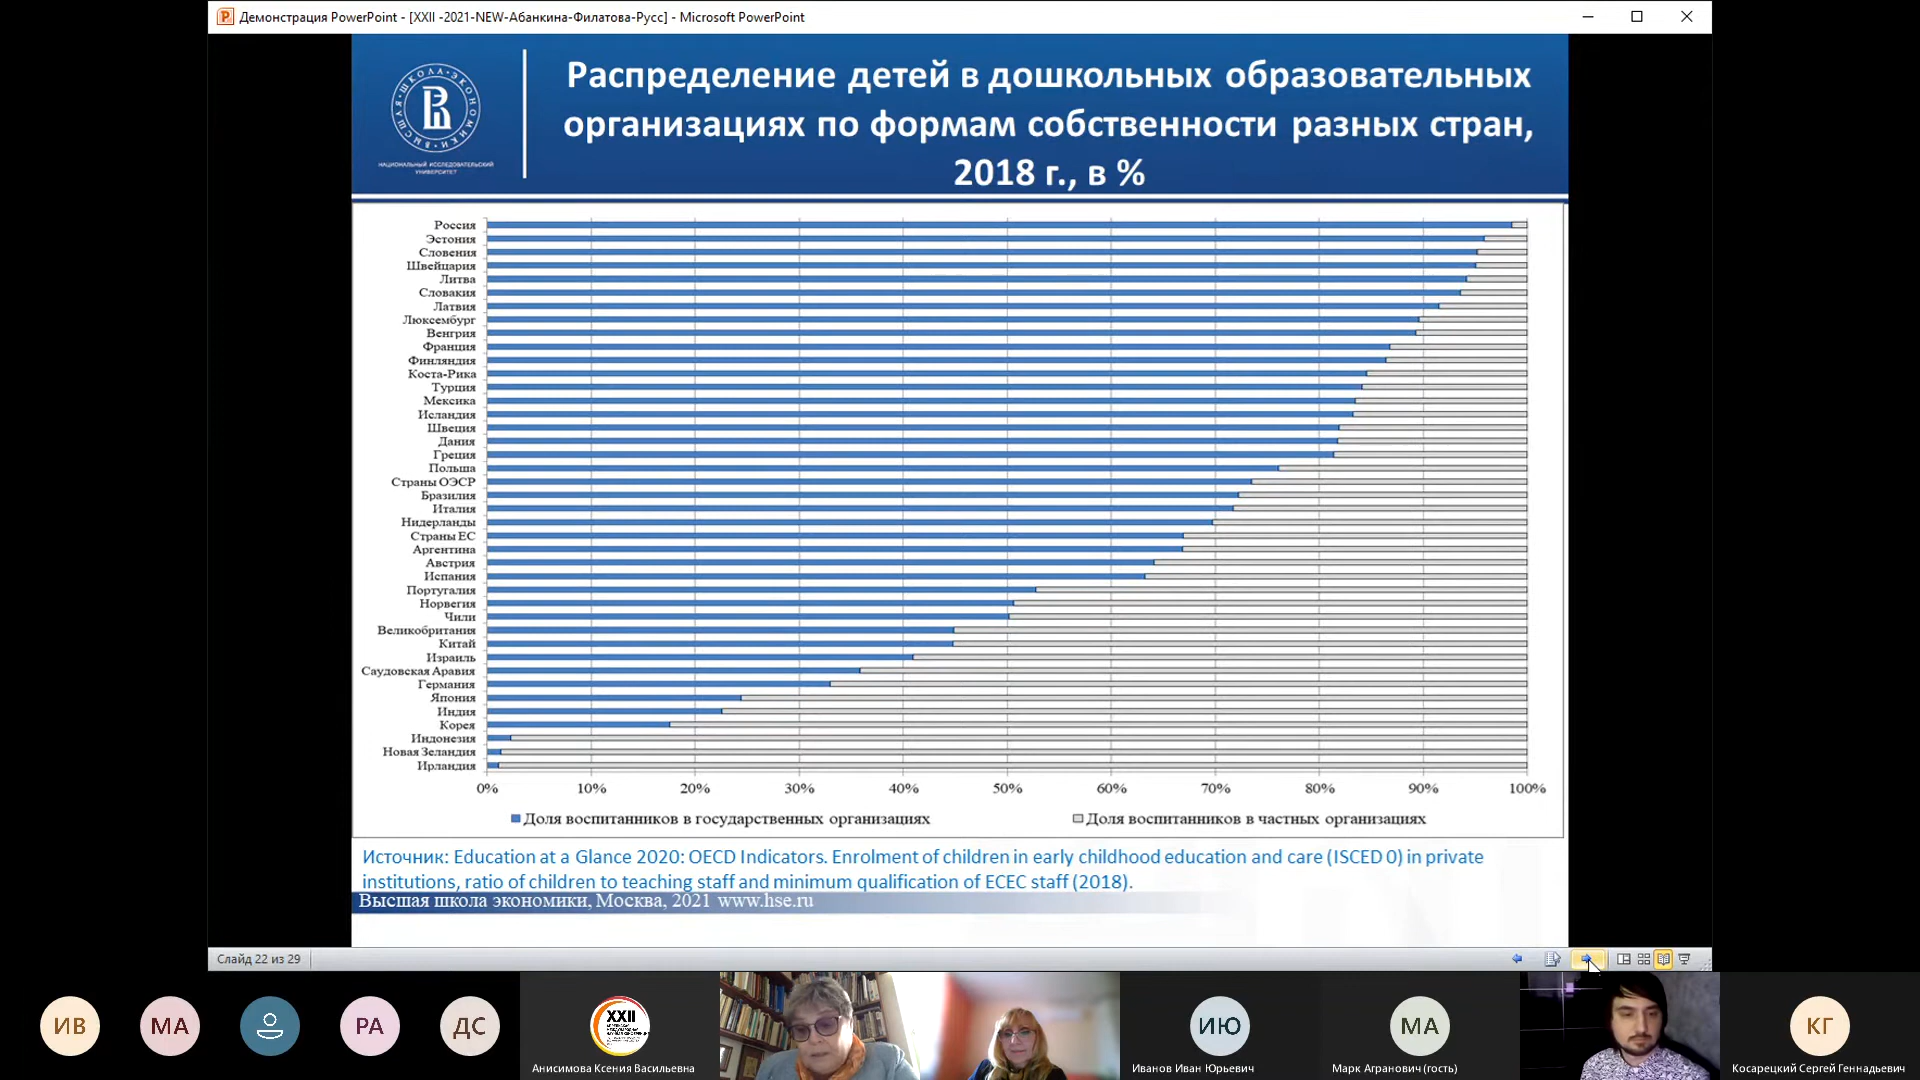 Демонстрация PowerPoint - [XXII -2021-NEW-Абанкина-Филатова-Русс] - Microsoft PowerPoint
ВЫСШАЯ ШКОЛА ЭКОНОМИКИ
НАЦИОНАЛЬНЫЙ ИССЛЕДОВАТЕЛЬСКИЙ
УНИВЕРСИТЕТ
Распределение детей в дошкольных образовательных
организациях по формам собственности разных стран,
2018 г., в %
Россия
Эстония
Словения
Швейцария
Литва
Словакия
Латвия
Люксембург
Венгрия
Франция
Финляндия
Коста-Рика
Турция
Мексика
Исландия
Швеция
Дания
Греция
Польша
Страны ОЭСР
Бразилия
Италия
Нидерланды
Страны ЕС
Аргентина
Австрия
Испания
Португалия
Норвегия
Чили
Великобритания
Китай
Израиль
Саудовская Аравия
Германия
Япония
Индия
Корея
Индонезия
Новая Зеландия
Ирландия
0% 10% 20% 30% 40% 50% 60% 70% 80% 90% 100%
Доля воспитанников в государственных организациях Доля воспитанников в частных организациях
Источник: Education at a Glance 2020: OECD Indicators. Enrolment of children in early childhood education and care (ISCED 0) in private
institutions, ratio of children to teaching staff and minimum qualification of ECEC staff (2018).
Высшая школа экономики, Москва, 2021 www.hse.ru
Слайд 22 из 29
ИВ
МА
РА
ДС
XXII
Анисимова Ксения Васильевна
ИЮ
Иванов Иван Юрьевич
МА
Марк Агранович (гость)
КГ
Косарецкий Сергей Геннадьевич